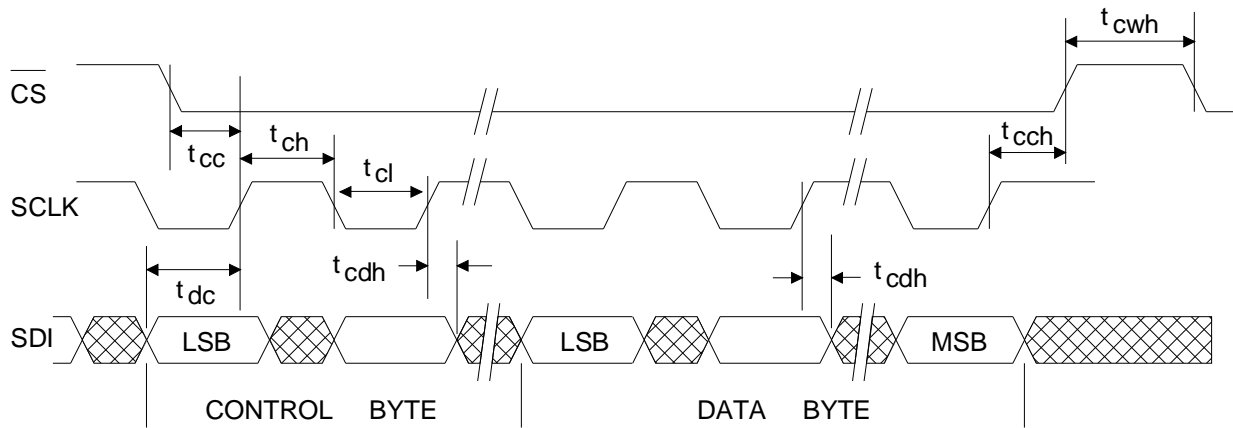 t cwh
CS
t cc
t ch
t cl
t cch
SCLK
t dc
t cdh
t cdh
SDI
LSB
LSB
MSB
CONTROL BYTE
DATA BYTE